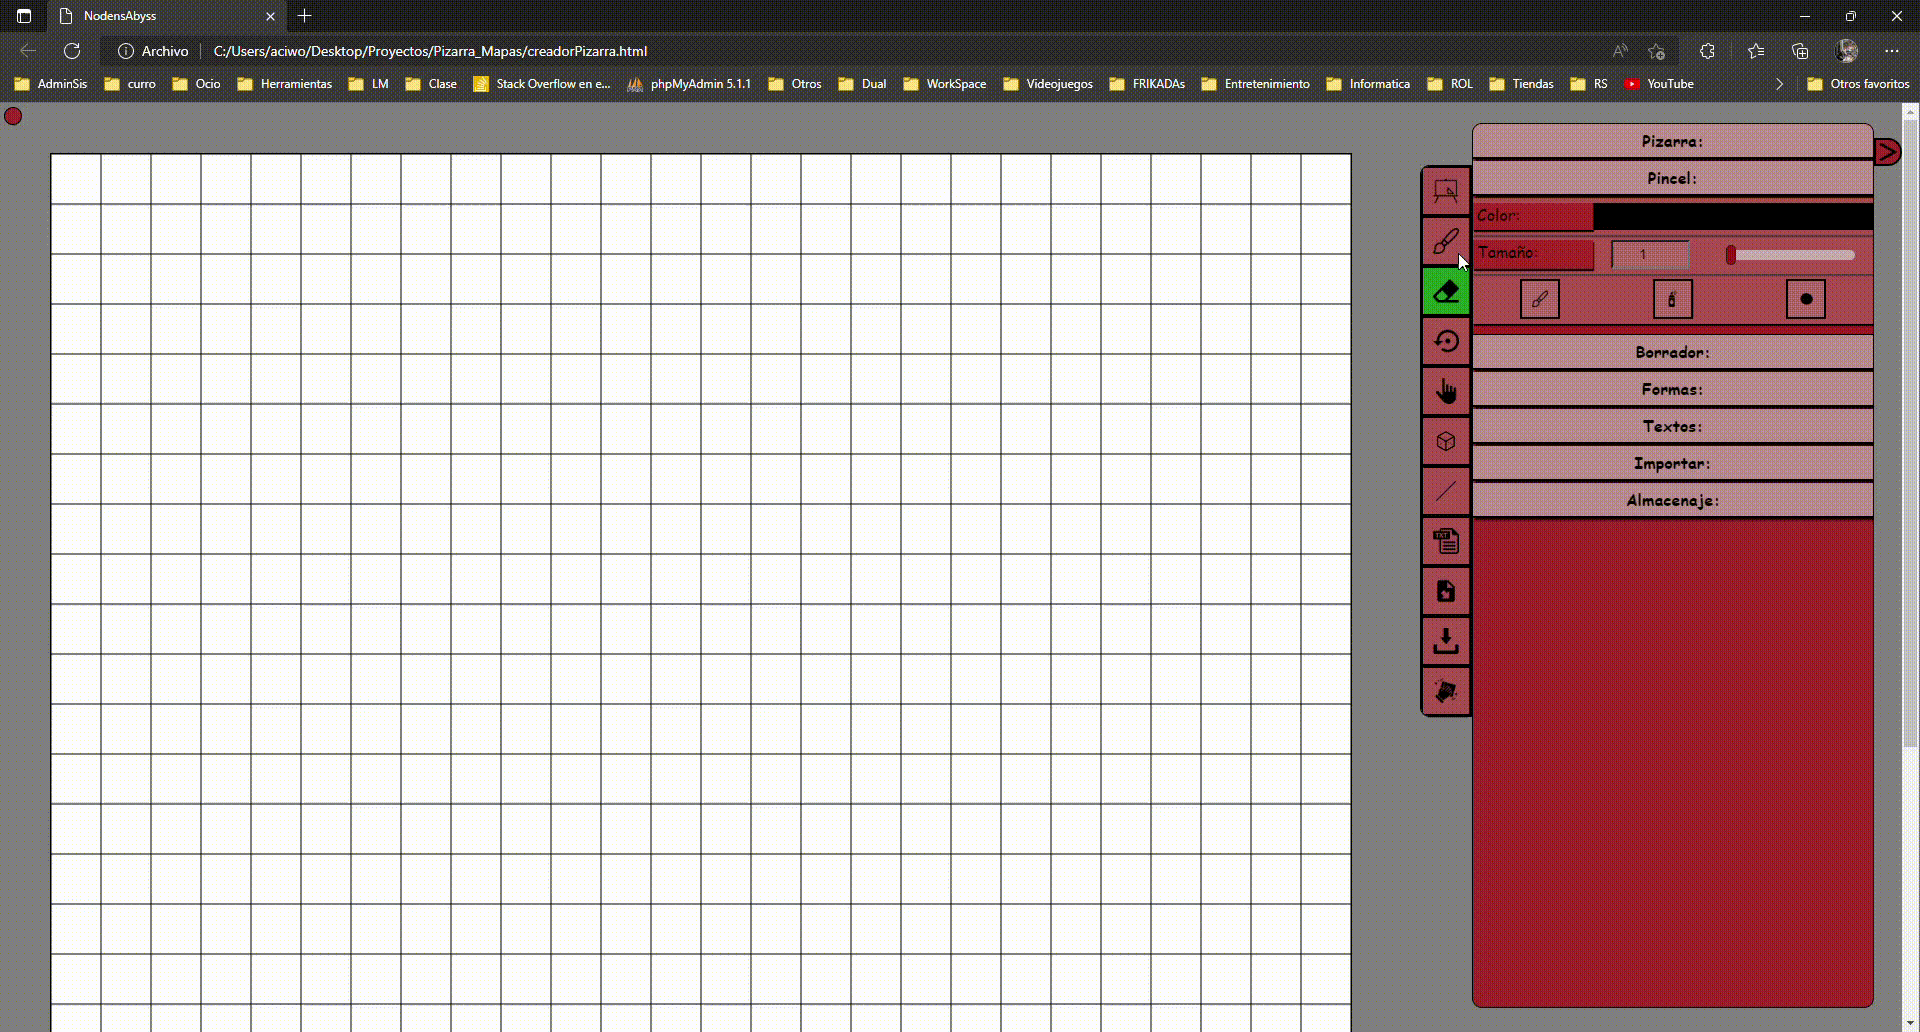 NodensAbyss
Archivo C:/Users/aciwo/Desktop/Proyectos/Pizarra_Mapas/creadorPizarra.html
AdminSis curro Ocio Herramientas LM Clase Stack Overflow en e... phpMyAdmin 5.1.1 Otros Dual WorkSpace Videojuegos FRIKADAs Entretenimiento Informatica ROL Tiendas RS YouTube Otros favoritos
Pizarra:
Pincel:
Color:
Tamaño: 1
Borrador:
Formas:
Textos:
TXT
Importar:
Almacenaje: